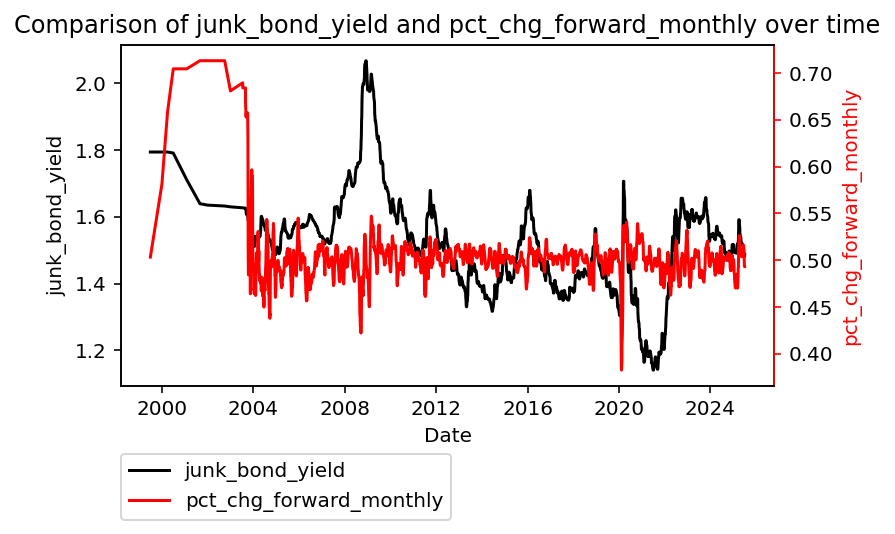 Comparison of junk_bond_yield and pct_chg_forward_monthly over time
junk_bond_yield
2.0
1.8
1.6
1.4
1.2
0.70
0.65
0.60
0.55
0.50
0.45
0.40
pct_chg_forward_monthly
2000 2004 2008 2012 2016 2020 2024
Date
junk_bond_yield
pct_chg_forward_monthly